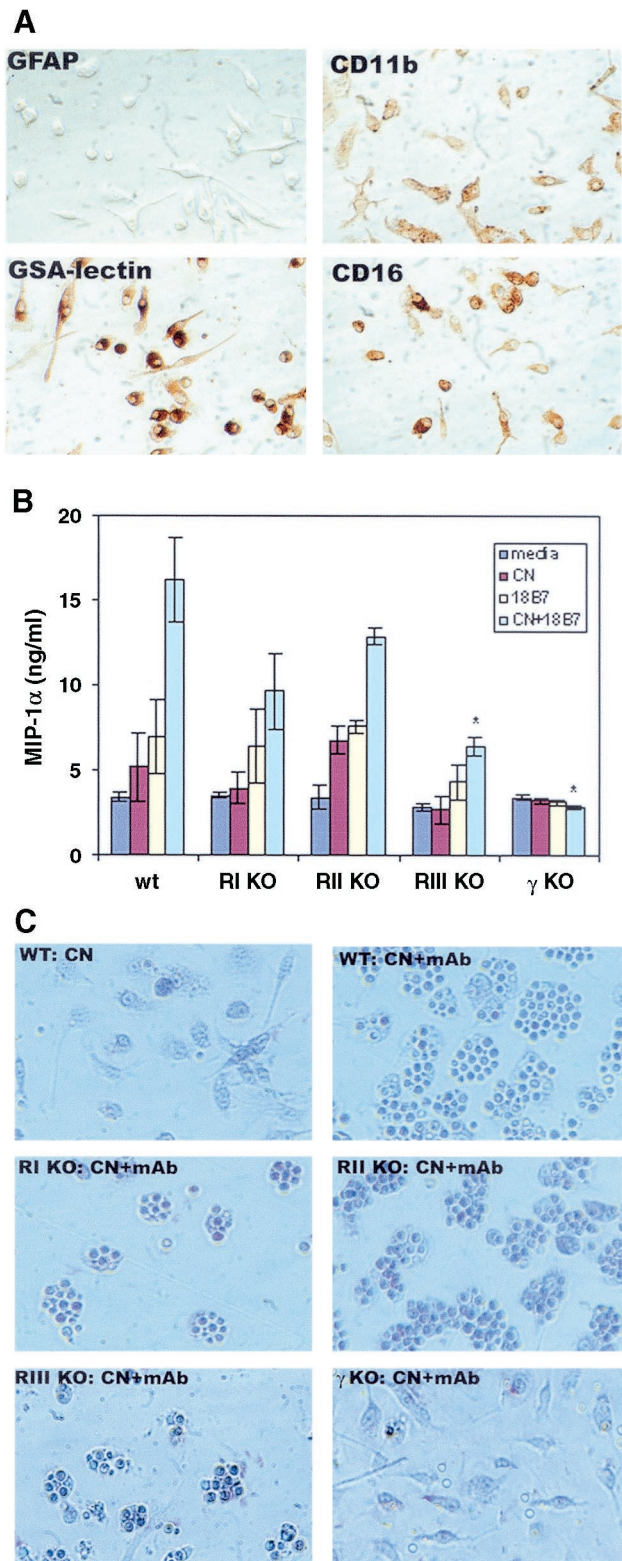 A
GFAP
CD11b
GSA-lectin
CD16
B
20
15
10
5
0
MIP-1α (ng/ml)
media
CN
18B7
CN+18B7
*
*
wt
RI KO
RII KO
RIII KO
γ KO
C
WT: CN
WT: CN+mAb
RI KO: CN+mAb
RII KO: CN+mAb
RIII KO: CN+mAb
γKO: CN+mAb